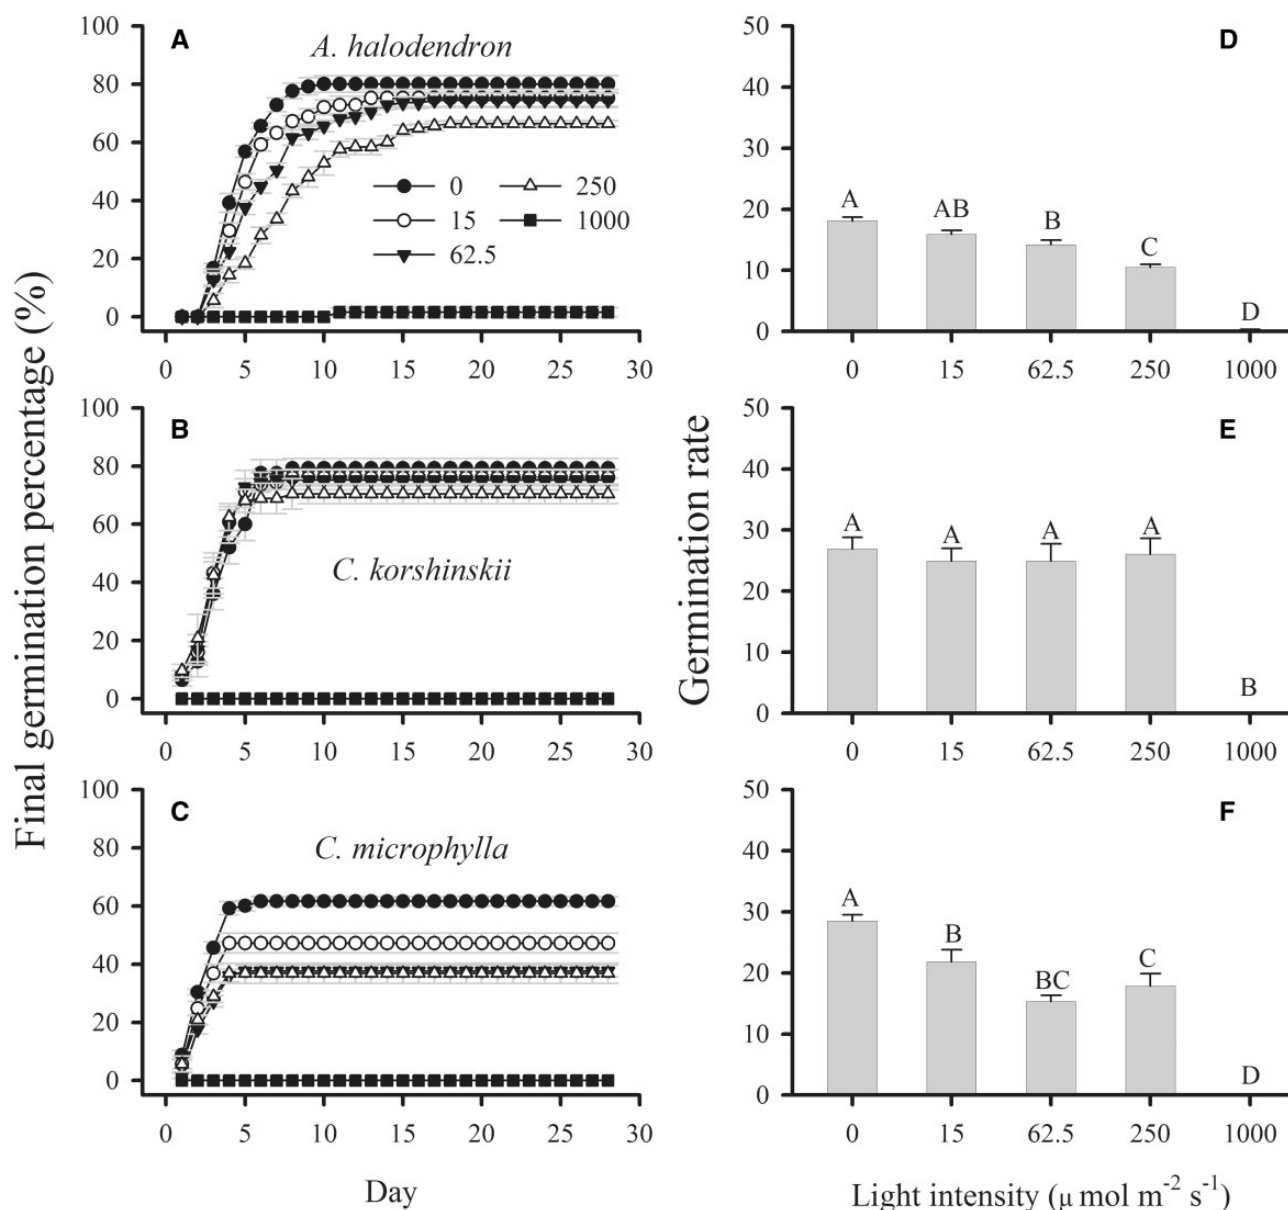 Final germination percentage (%)
A
A. halodendron
100
80
60
40
20
0
0 250
15 1000
62.5
0 5 10 15 20 25 30
B
C. korshinskii
100
80
60
40
20
0
0 5 10 15 20 25 30
C
C. microphylla
100
80
60
40
20
0
0 5 10 15 20 25 30
Day
Germination rate
D
50
40
30
20
10
0
A AB B C D
0 15 62.5 250 1000
E
50
40
30
20
10
0
A A A A B
0 15 62.5 250 1000
F
50
40
30
20
10
0
A B BC C D
0 15 62.5 250 1000
Light intensity (μ mol m⁻² s⁻¹)